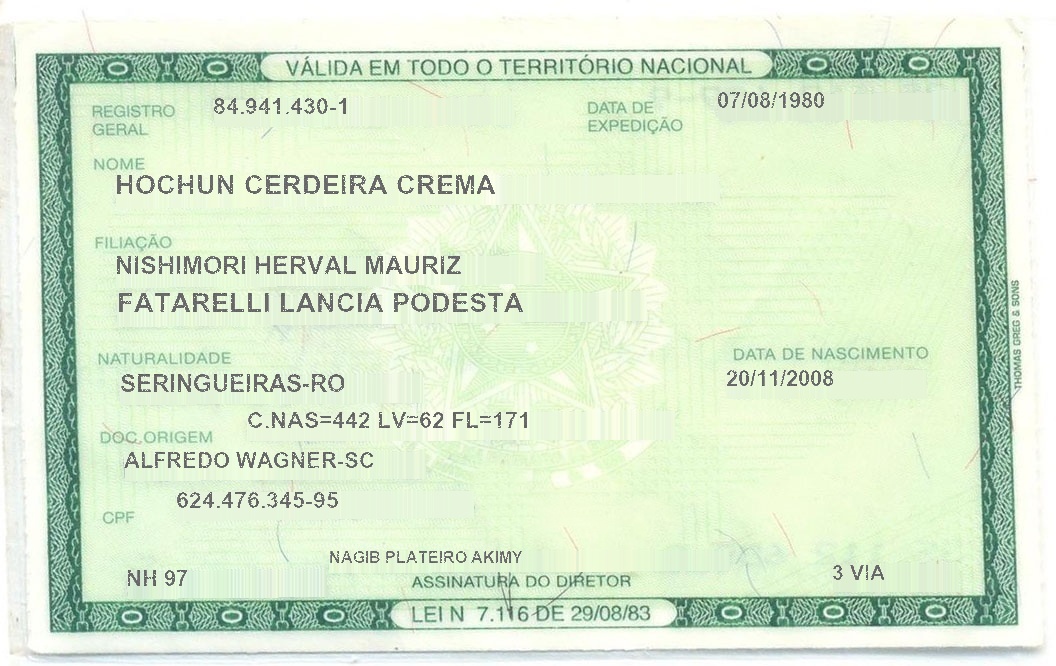 VÁLIDA EM TODO O TERRITÓRIO NACIONAL
REGISTRO GERAL 84.941.430-1 DATA DE EXPEDIÇÃO 07/08/1980
NOME
HOCHUN CERDEIRA CREMA
FILIAÇÃO
NISHIMORI HERVAL MAURIZ
FATARELLI LANCIA PODESTA
NATURALIDADE DATA DE NASCIMENTO
SERINGUEIRAS-RO 20/11/2008
C.NAS=442 LV=62 FL=171
DOC.ORIGEM
ALFREDO WAGNER-SC
624.476.345-95
CPF
NAGIB PLATEIRO AKIMY
NH 97 ASSINATURA DO DIRETOR 3 VIA
LEI N 7.116 DE 29/08/83
THOMAS GREG & SONS